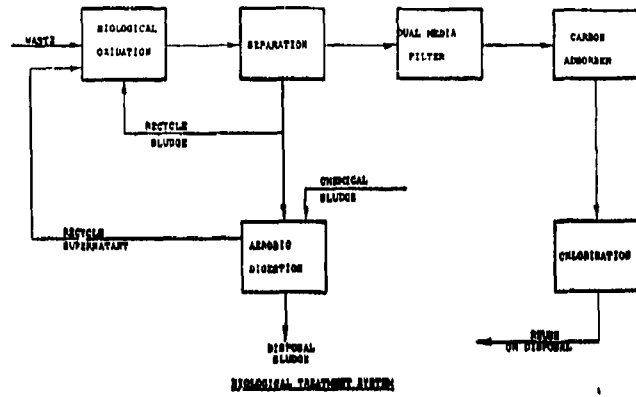 WASTE
BIOLOGICAL
OXIDATION
SEPARATION
DUAL MEDIA
FILTER
CARBON
ADSORBER
RECYCLE
SLUDGE
CHEMICAL
SLUDGE
RECYCLE
SUPERNATANT
AEROBIC
DIGESTION
CHLORINATION
DISPOSAL
SLUDGE
REUSE
OR DISPOSAL
BIOLOGICAL TREATMENT SYSTEM